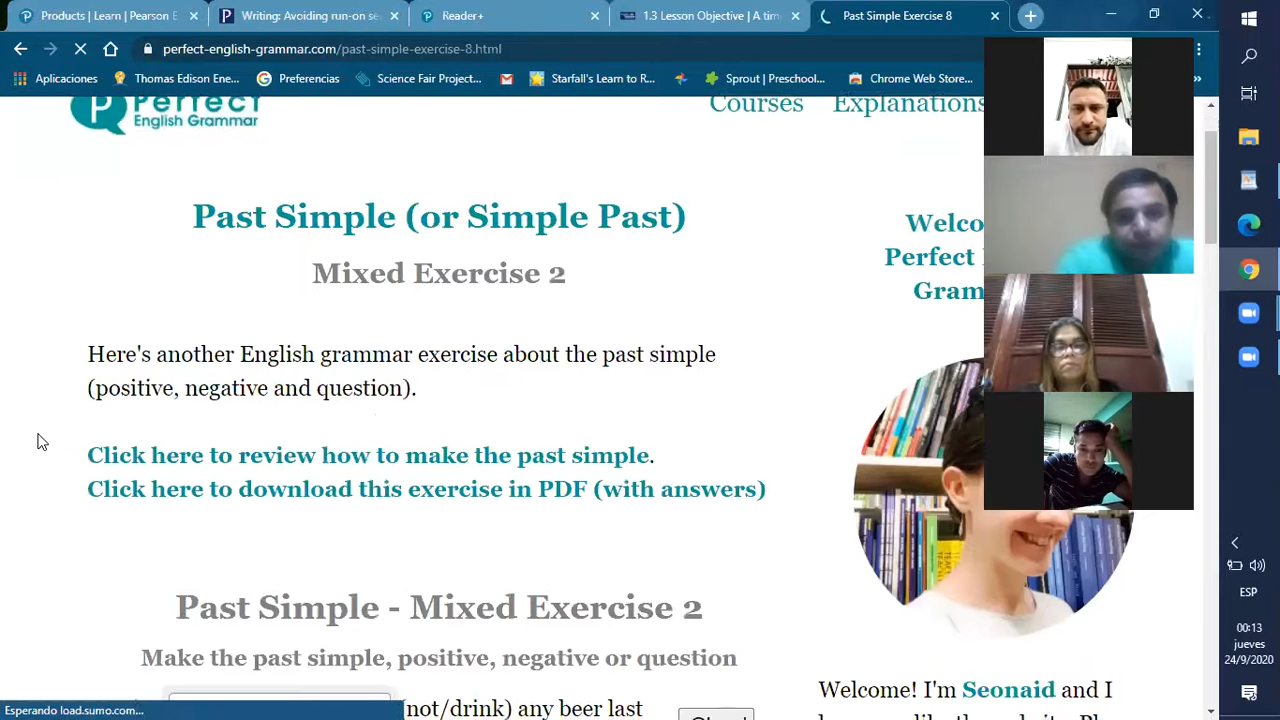 Products | Learn | Pearson E
Writing: Avoiding run-on se
Reader+
1.3 Lesson Objective | A tim
Past Simple Exercise 8
perfect-english-grammar.com/past-simple-exercise-8.html
Aplicaciones
Thomas Edison Ene...
Preferencias
Science Fair Project...
Starfall's Learn to R...
Sprout | Preschool...
Chrome Web Store...
Perfect
English Grammar
Courses
Explanations
Past Simple (or Simple Past)
Mixed Exercise 2
Here's another English grammar exercise about the past simple
(positive, negative and question).
Click here to review how to make the past simple.
Click here to download this exercise in PDF (with answers)
Past Simple - Mixed Exercise 2
Make the past simple, positive, negative or question
(not/drink) any beer last
Welcome! I'm Seonaid and I
Esperando load.sumo.com...
ESP
00:13
jueves
24/9/2020